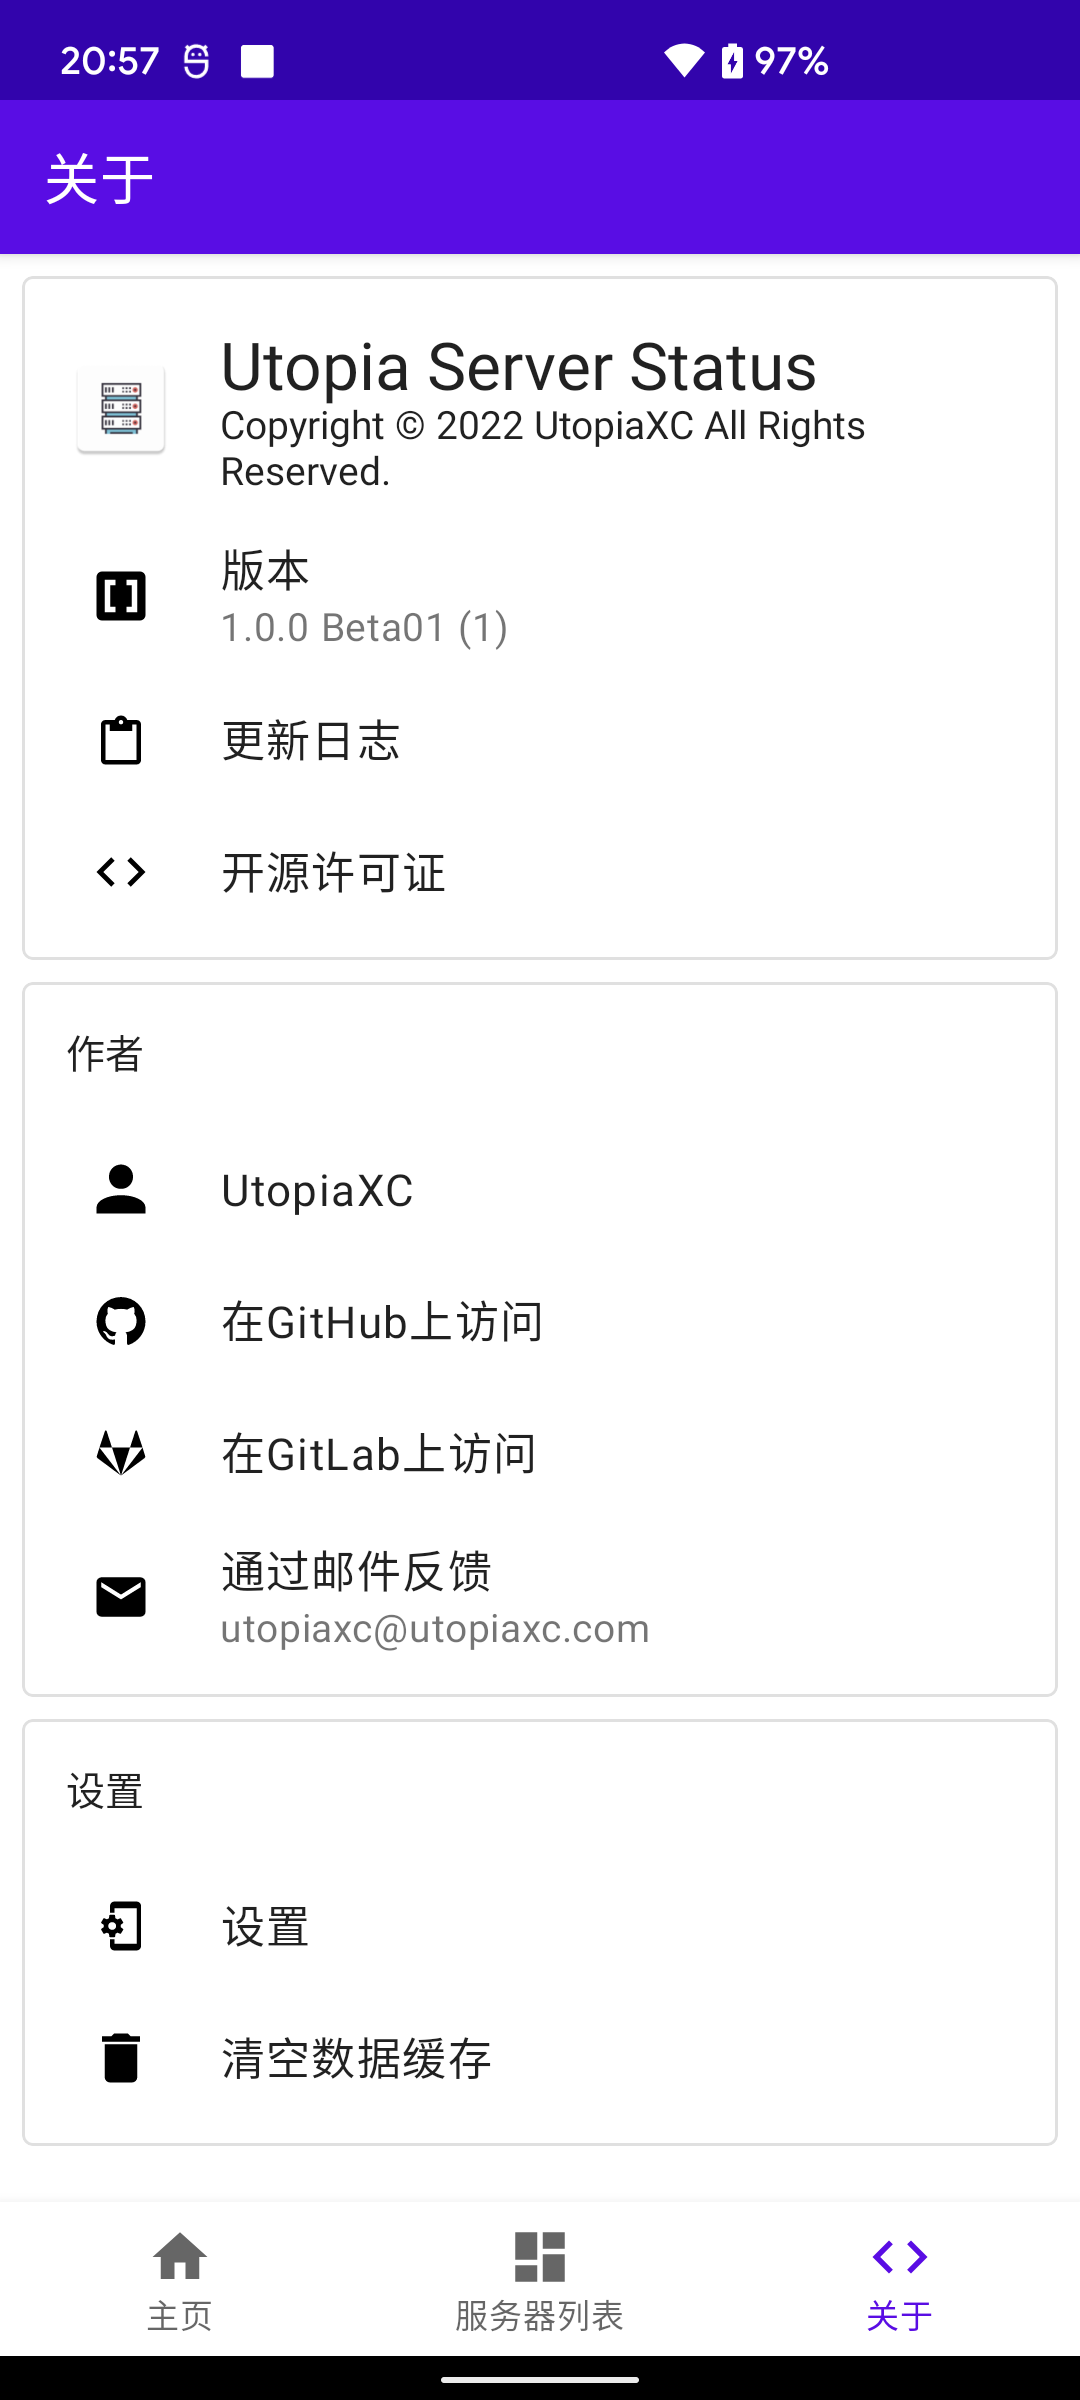 20:57
97%
关于
Utopia Server Status
Copyright © 2022 UtopiaXC All Rights
Reserved.
版本
1.0.0 Beta01 (1)
更新日志
开源许可证
作者
UtopiaXC
在GitHub上访问
在GitLab上访问
通过邮件反馈
utopiaxc@utopiaxc.com
设置
设置
清空数据缓存
主页
服务器列表
关于